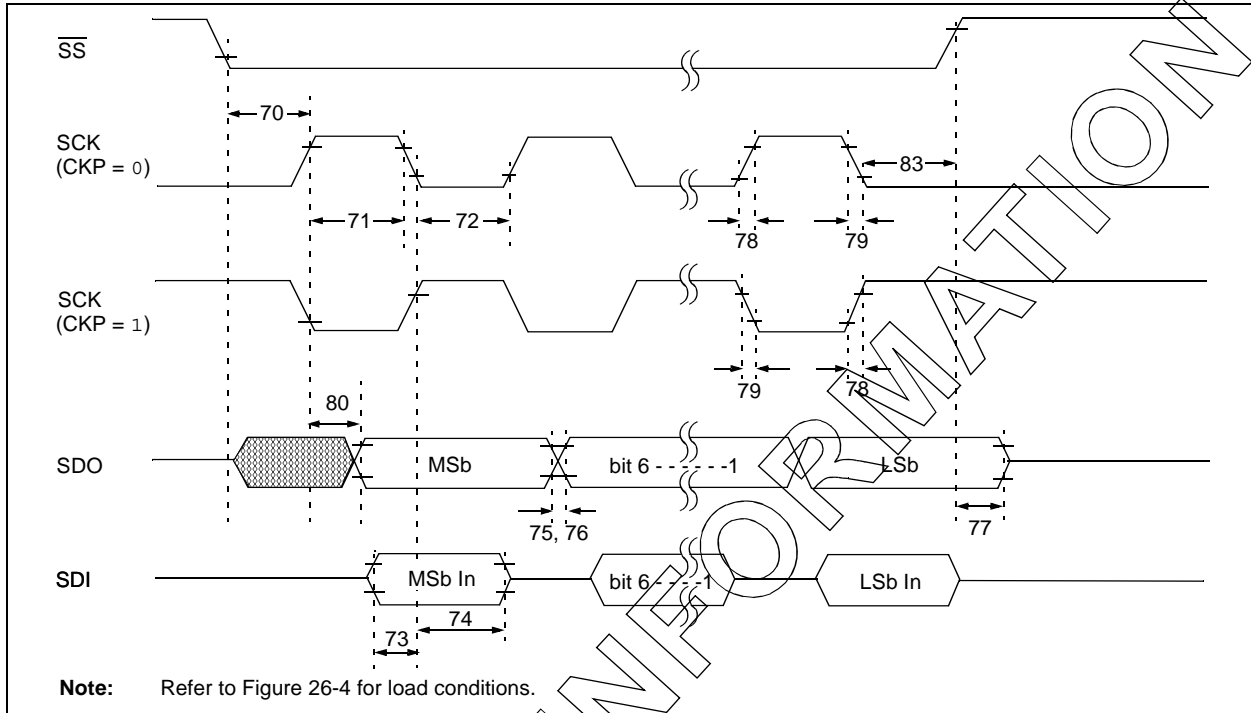 SS
70
SCK
(CKP = 0)
83
71
72
78
79
SCK
(CKP = 1)
79
78
80
SDO
MSb
bit 6 - - - - - -1
LSb
75, 76
77
SDI
MSb In
bit 6 - - - - -1
LSb In
74
73
Note: Refer to Figure 26-4 for load conditions.
NFORMATION